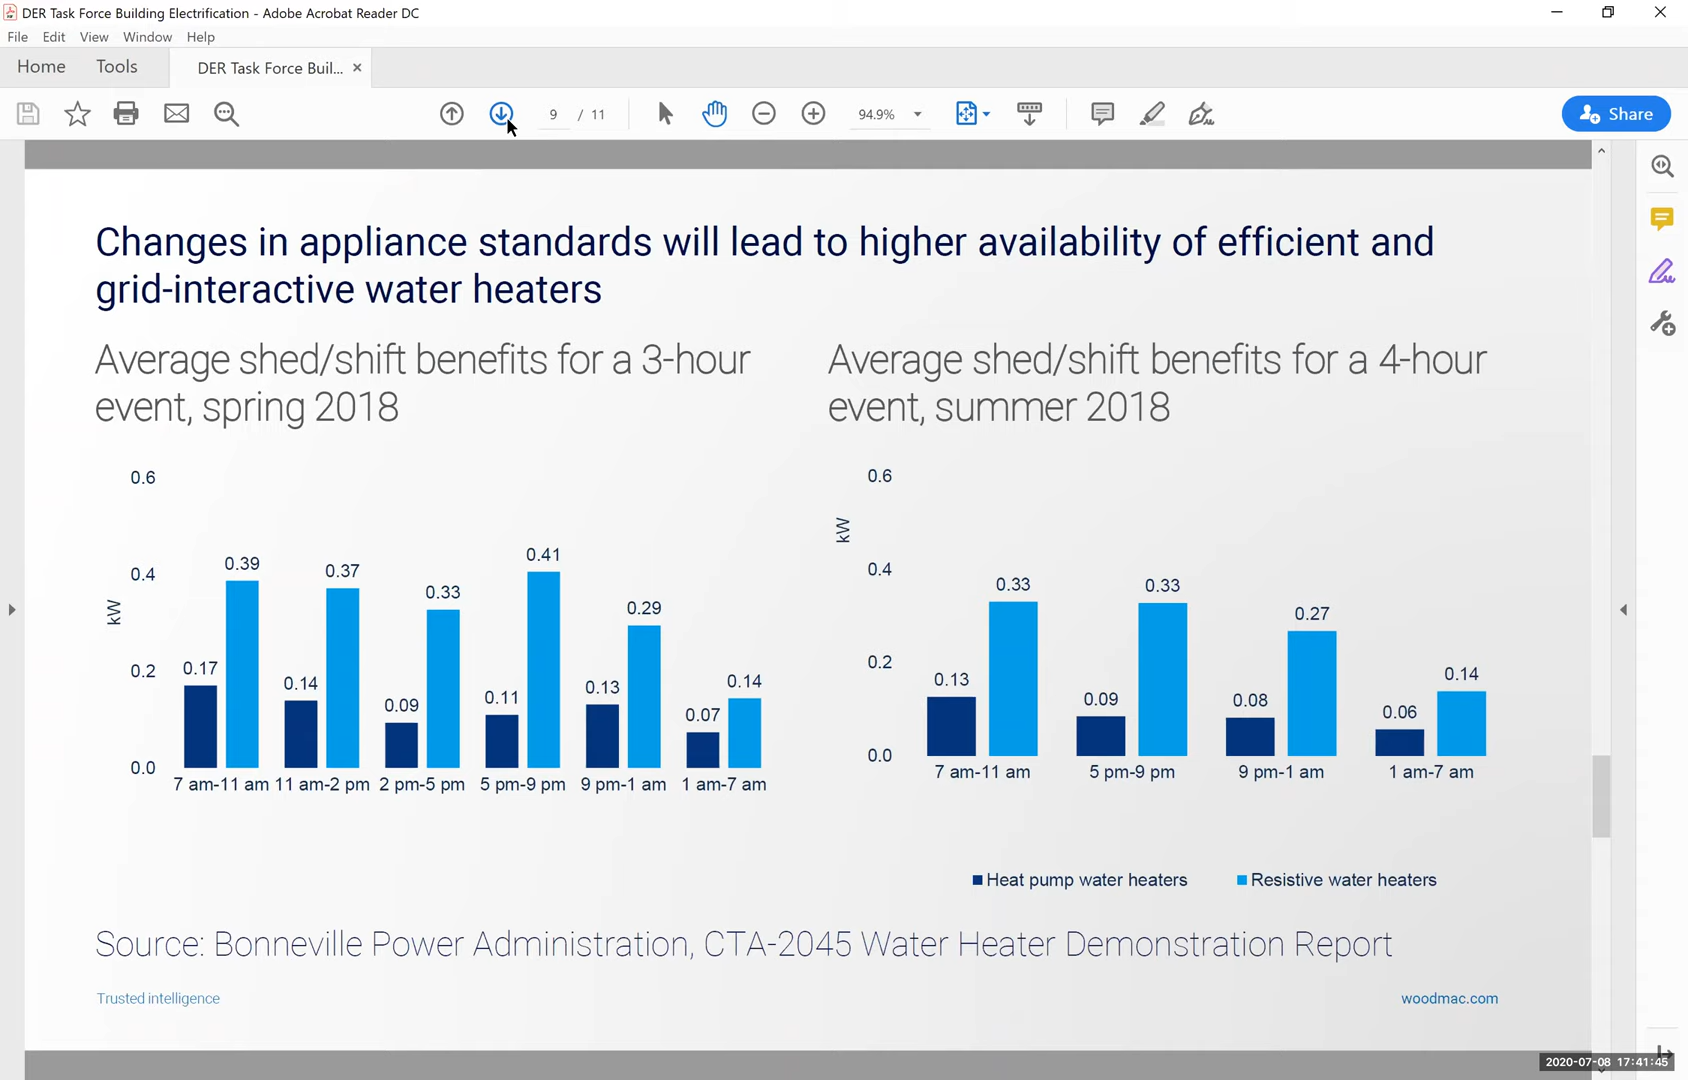 DER Task Force Building Electrification - Adobe Acrobat Reader DC
File Edit View Window Help
Home Tools DER Task Force Buil... ×
9 / 11 94.9% Share
Changes in appliance standards will lead to higher availability of efficient and
grid-interactive water heaters
Average shed/shift benefits for a 3-hour
event, spring 2018
0.6
0.4
0.2
0.0
kW
0.17 0.39 0.14 0.37 0.09 0.33 0.11 0.41 0.13 0.29 0.07 0.14
7 am-11 am 11 am-2 pm 2 pm-5 pm 5 pm-9 pm 9 pm-1 am 1 am-7 am
Average shed/shift benefits for a 4-hour
event, summer 2018
0.6
0.4
0.2
0.0
kW
0.13 0.33 0.09 0.33 0.08 0.27 0.06 0.14
7 am-11 am 5 pm-9 pm 9 pm-1 am 1 am-7 am
Heat pump water heaters Resistive water heaters
Source: Bonneville Power Administration, CTA-2045 Water Heater Demonstration Report
Trusted intelligence
woodmac.com
2020-07-08 17:41:45